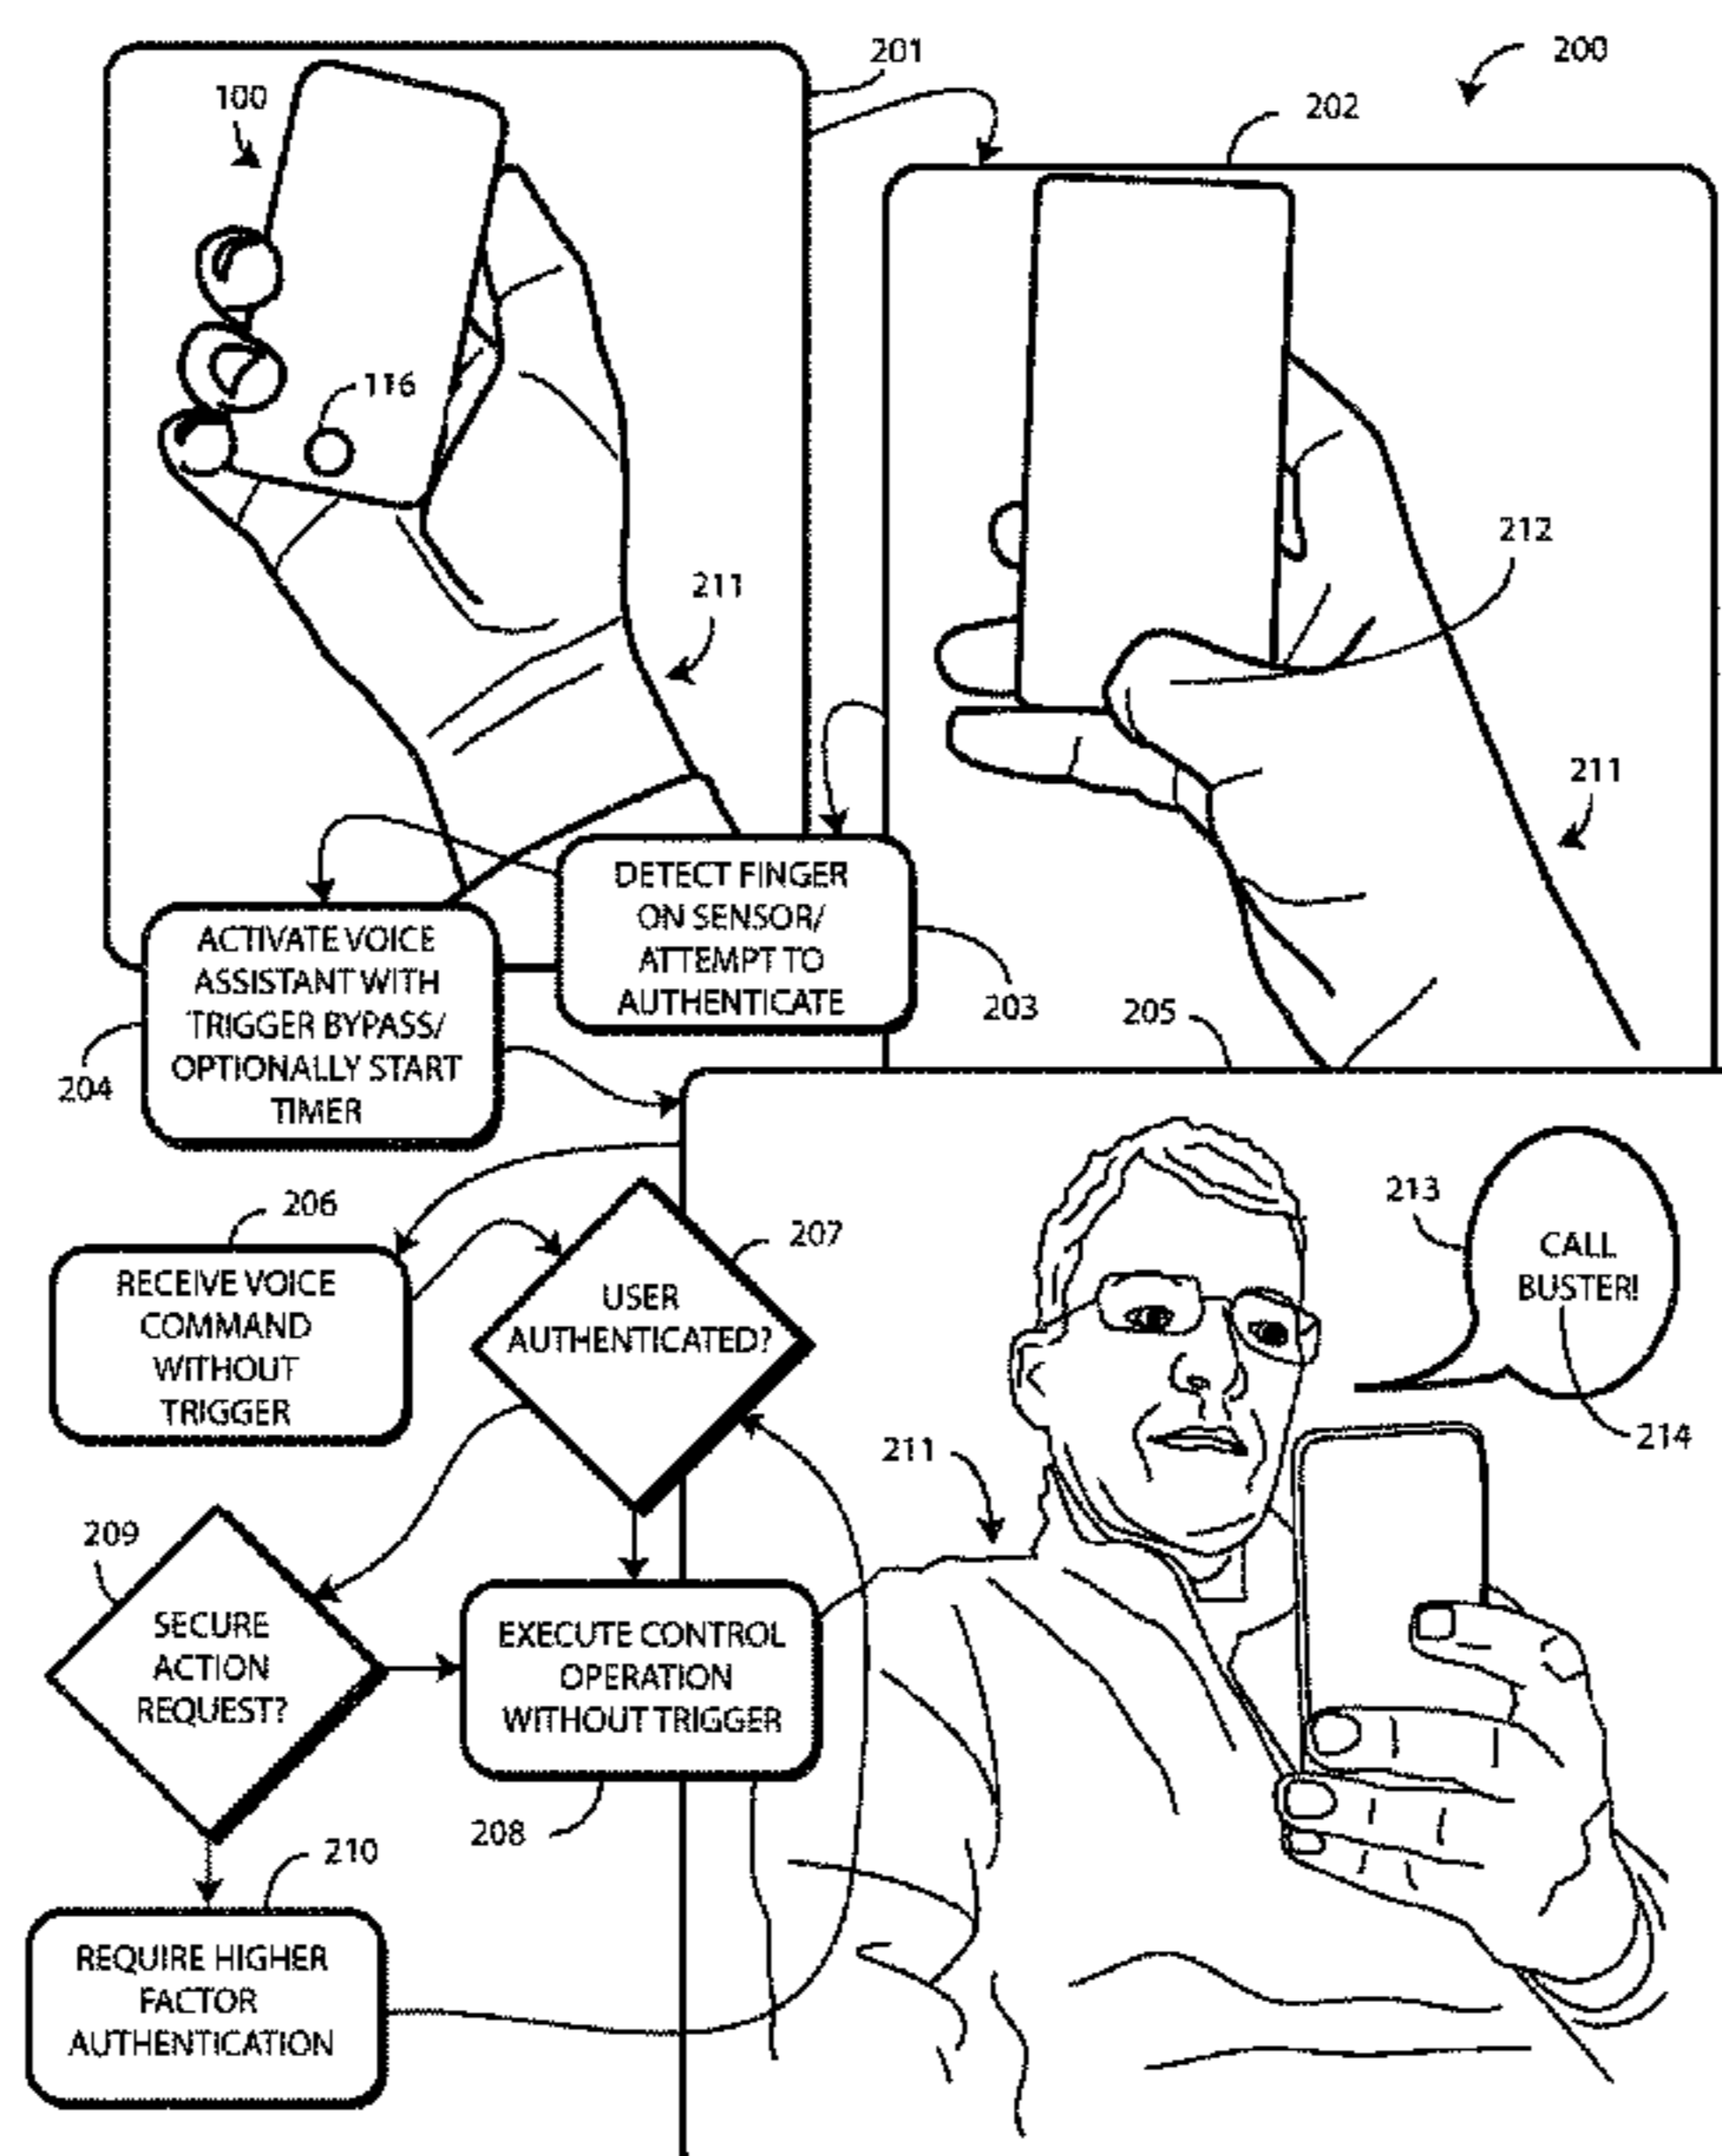 201
200
202
100
116
212
211
211
DETECT FINGER
ON SENSOR/
ATTEMPT TO
AUTHENTICATE
203
ACTIVATE VOICE
ASSISTANT WITH
TRIGGER BYPASS/
OPTIONALLY START
TIMER
204
205
206
RECEIVE VOICE
COMMAND
WITHOUT
TRIGGER
207
USER
AUTHENTICATED?
213
CALL
BUSTER!
214
211
209
SECURE
ACTION
REQUEST?
EXECUTE CONTROL
OPERATION
WITHOUT TRIGGER
208
210
REQUIRE HIGHER
FACTOR
AUTHENTICATION